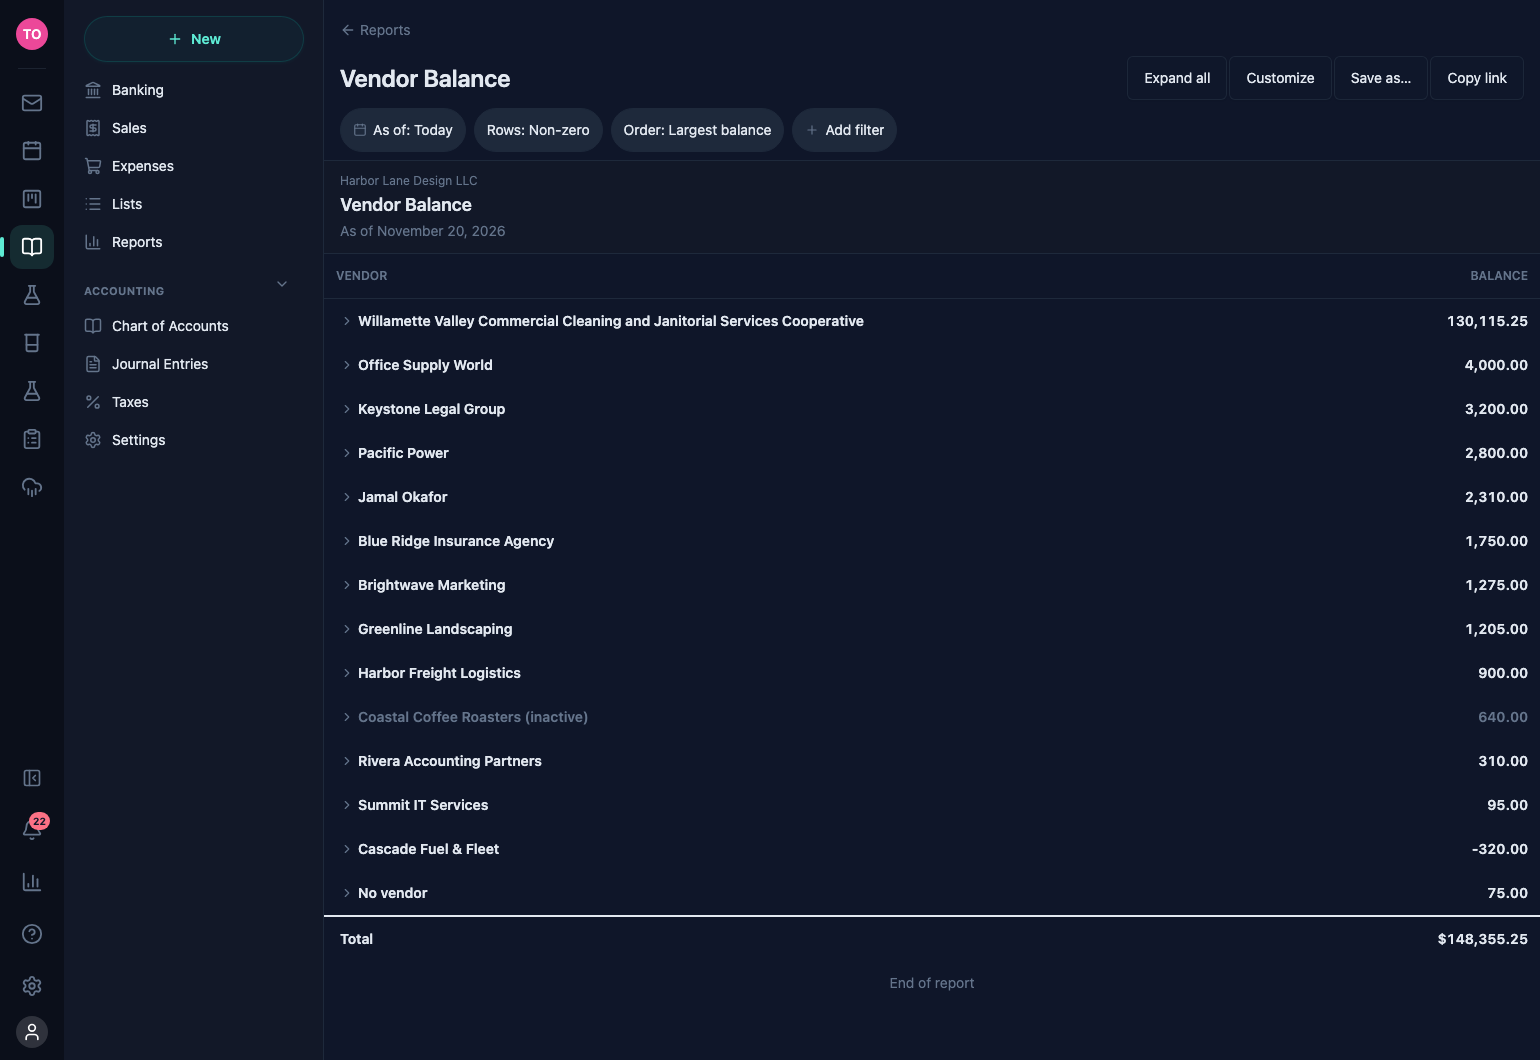 TO
New
Banking
Sales
Expenses
Lists
Reports
ACCOUNTING
Chart of Accounts
Journal Entries
Taxes
Settings
22
Reports
Vendor Balance
Expand all
Customize
Save as...
Copy link
As of: Today
Rows: Non-zero
Order: Largest balance
Add filter
Harbor Lane Design LLC
Vendor Balance
As of November 20, 2026
VENDOR BALANCE
Willamette Valley Commercial Cleaning and Janitorial Services Cooperative 130,115.25
Office Supply World 4,000.00
Keystone Legal Group 3,200.00
Pacific Power 2,800.00
Jamal Okafor 2,310.00
Blue Ridge Insurance Agency 1,750.00
Brightwave Marketing 1,275.00
Greenline Landscaping 1,205.00
Harbor Freight Logistics 900.00
Coastal Coffee Roasters (inactive) 640.00
Rivera Accounting Partners 310.00
Summit IT Services 95.00
Cascade Fuel & Fleet -320.00
No vendor 75.00
Total $148,355.25
End of report